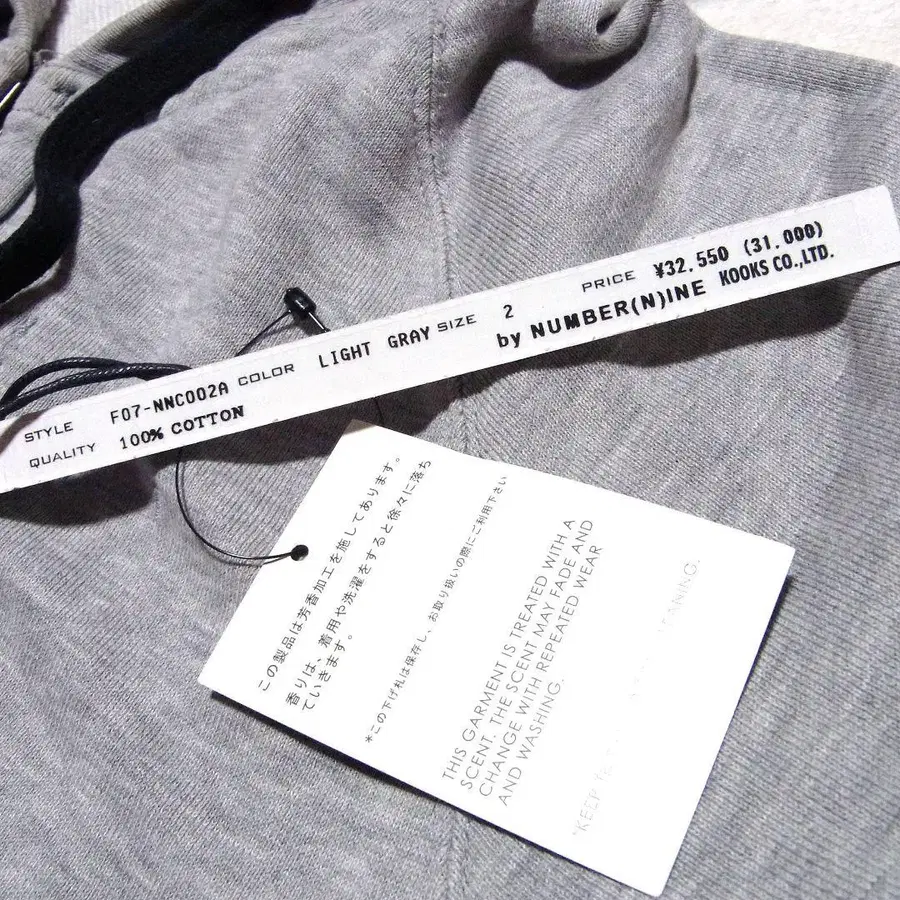 STYLE F07-NNC002A COLOR LIGHT GRAY SIZE 2 PRICE ¥32.550 (31.000)
QUALITY 100% COTTON by NUMBER(N)INE KOOKS CO.,LTD.
この製品は芳香加工を施してあります。
香りは、着用や洗濯をすると徐々に落ち
ていきます。
*この下げ札は保存し、お取り扱いの際にご利用下さい
THIS GARMENT IS TREATED WITH A
SCENT. THE SCENT MAY FADE AND
CHANGE WITH REPEATED WEAR
AND WASHING.
*KEEP